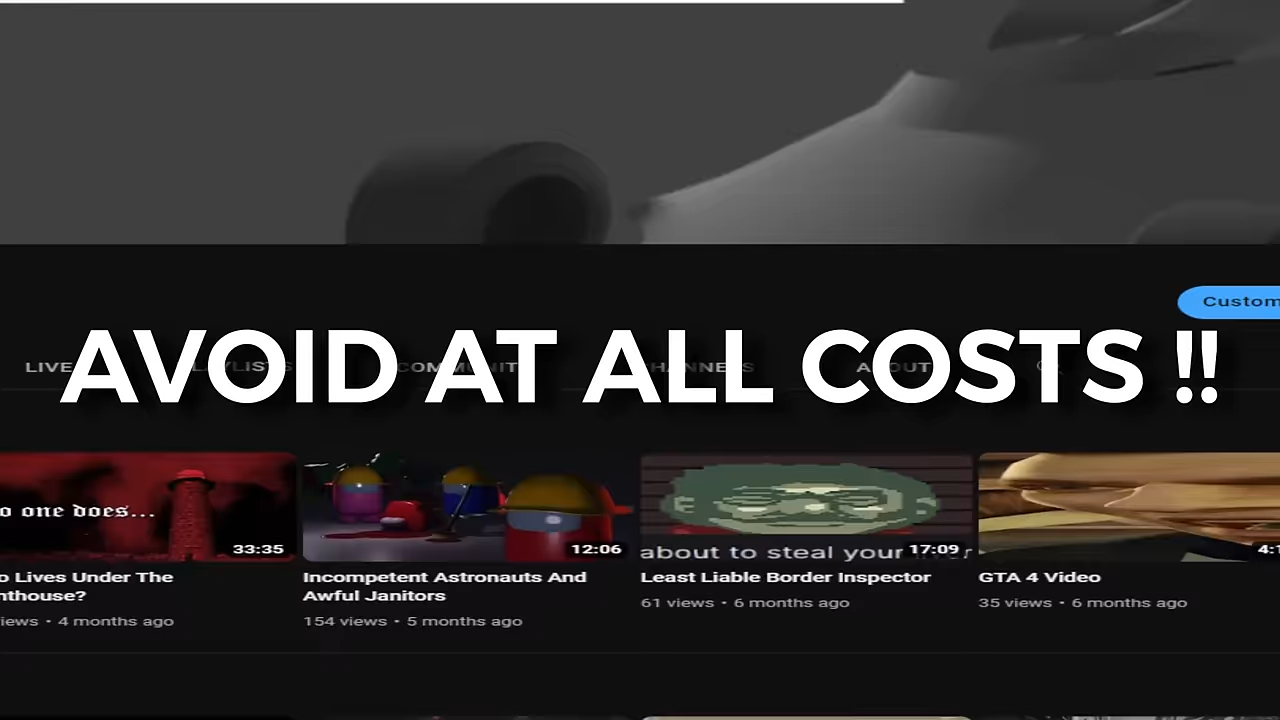 Custom
LIVE
ABOUT
AVOID AT ALL COSTS !!
o one does...
33:35
12:06
about to steal your
17:09
Lives Under The
Incompetent Astronauts And
Awful Janitors
154 views • 5 months ago
Least Liable Border Inspector
61 views • 6 months ago
GTA 4 Video
35 views • 6 months ago
4 months ago